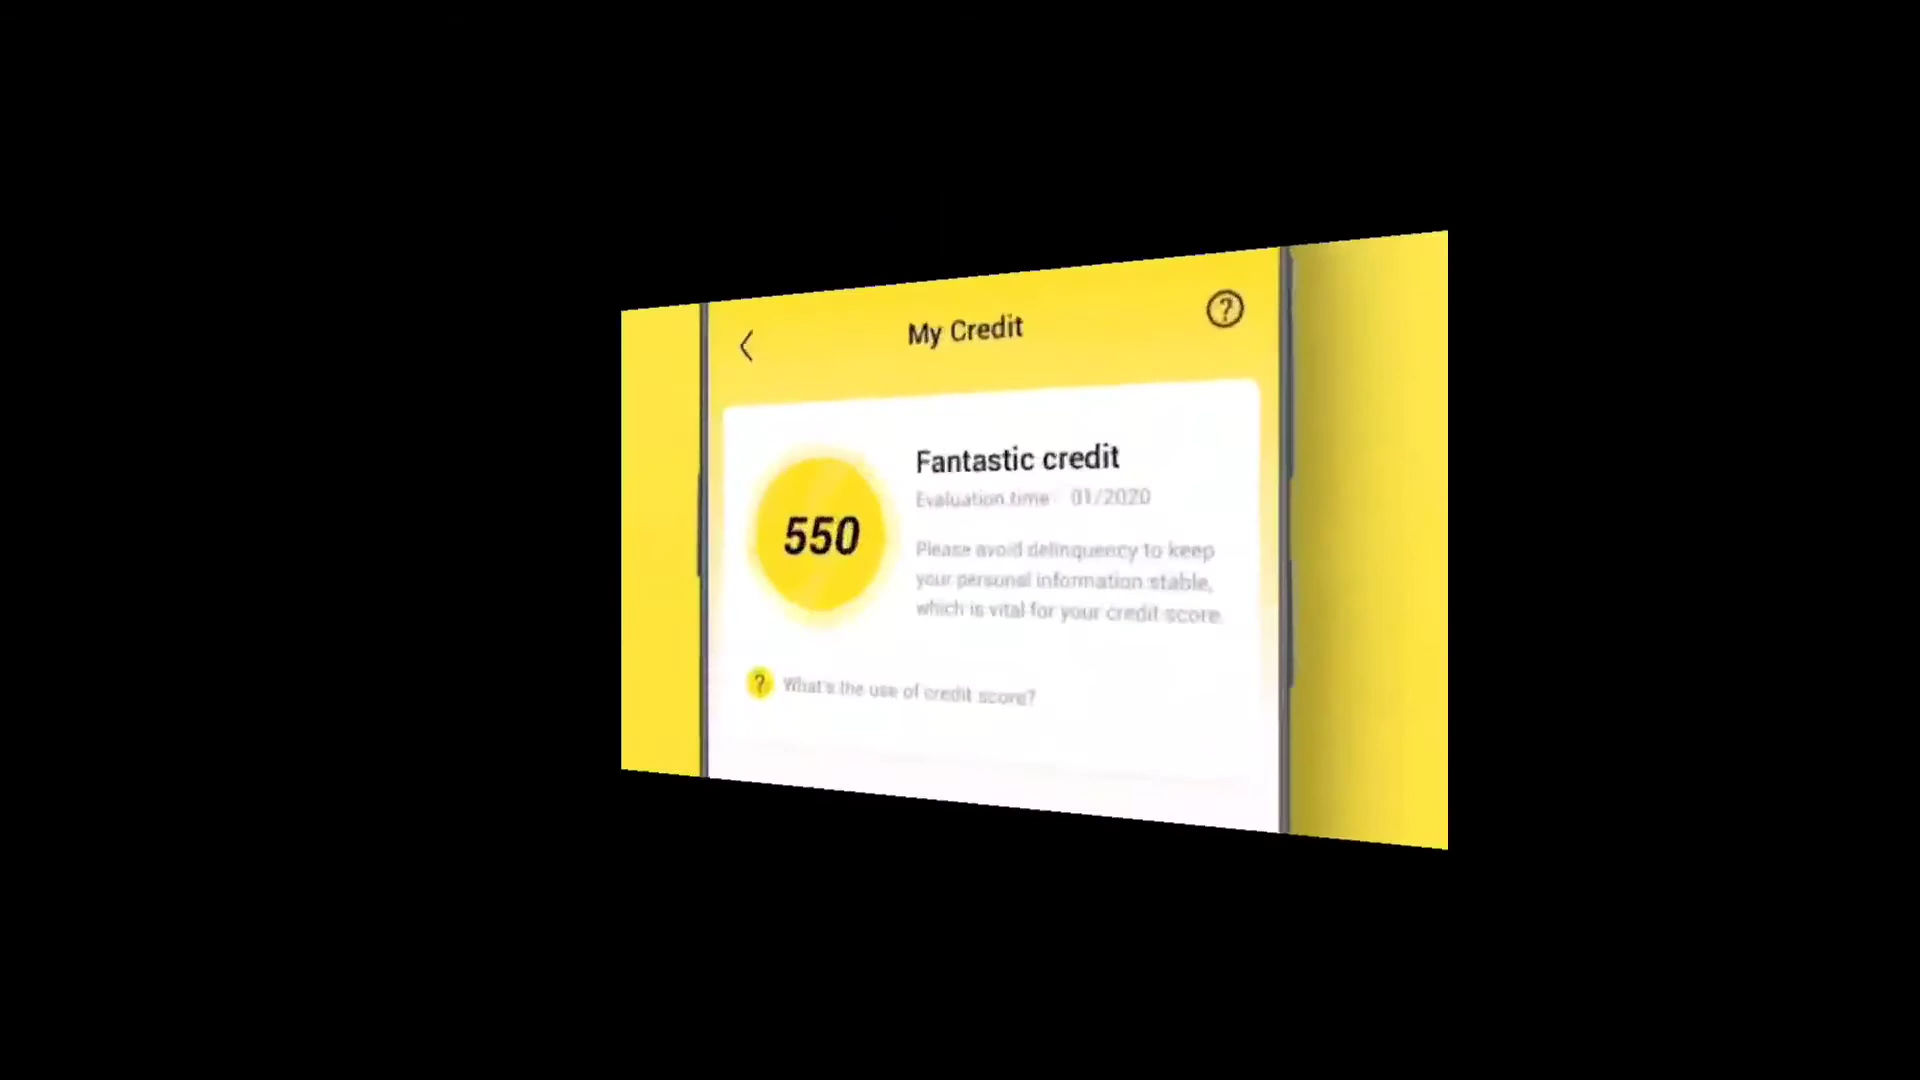 My Credit
?
Fantastic credit
Evaluation time 01/2020
550
Please avoid delinquency to keep
your personal information stable,
which is vital for your credit score.
? What's the use of credit score?